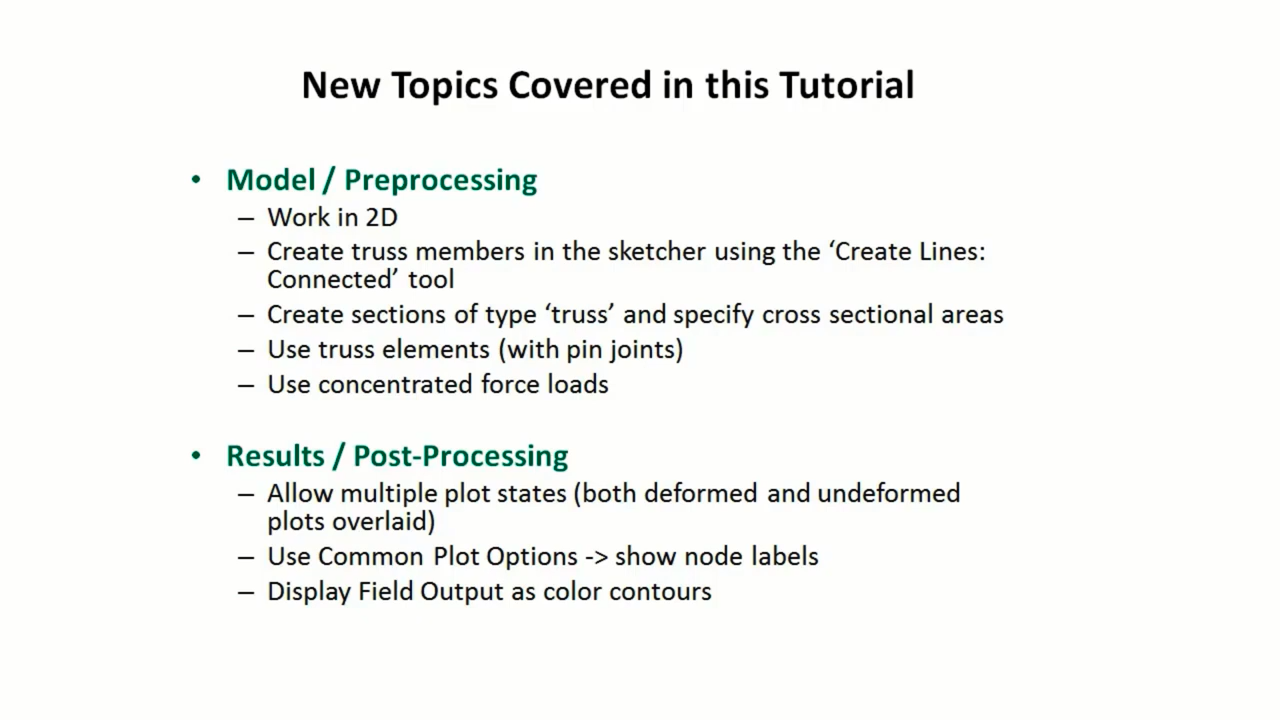 New Topics Covered in this Tutorial
• Model / Preprocessing
– Work in 2D
– Create truss members in the sketcher using the ‘Create Lines:
Connected’ tool
– Create sections of type ‘truss’ and specify cross sectional areas
– Use truss elements (with pin joints)
– Use concentrated force loads
• Results / Post-Processing
– Allow multiple plot states (both deformed and undeformed
plots overlaid)
– Use Common Plot Options -> show node labels
– Display Field Output as color contours